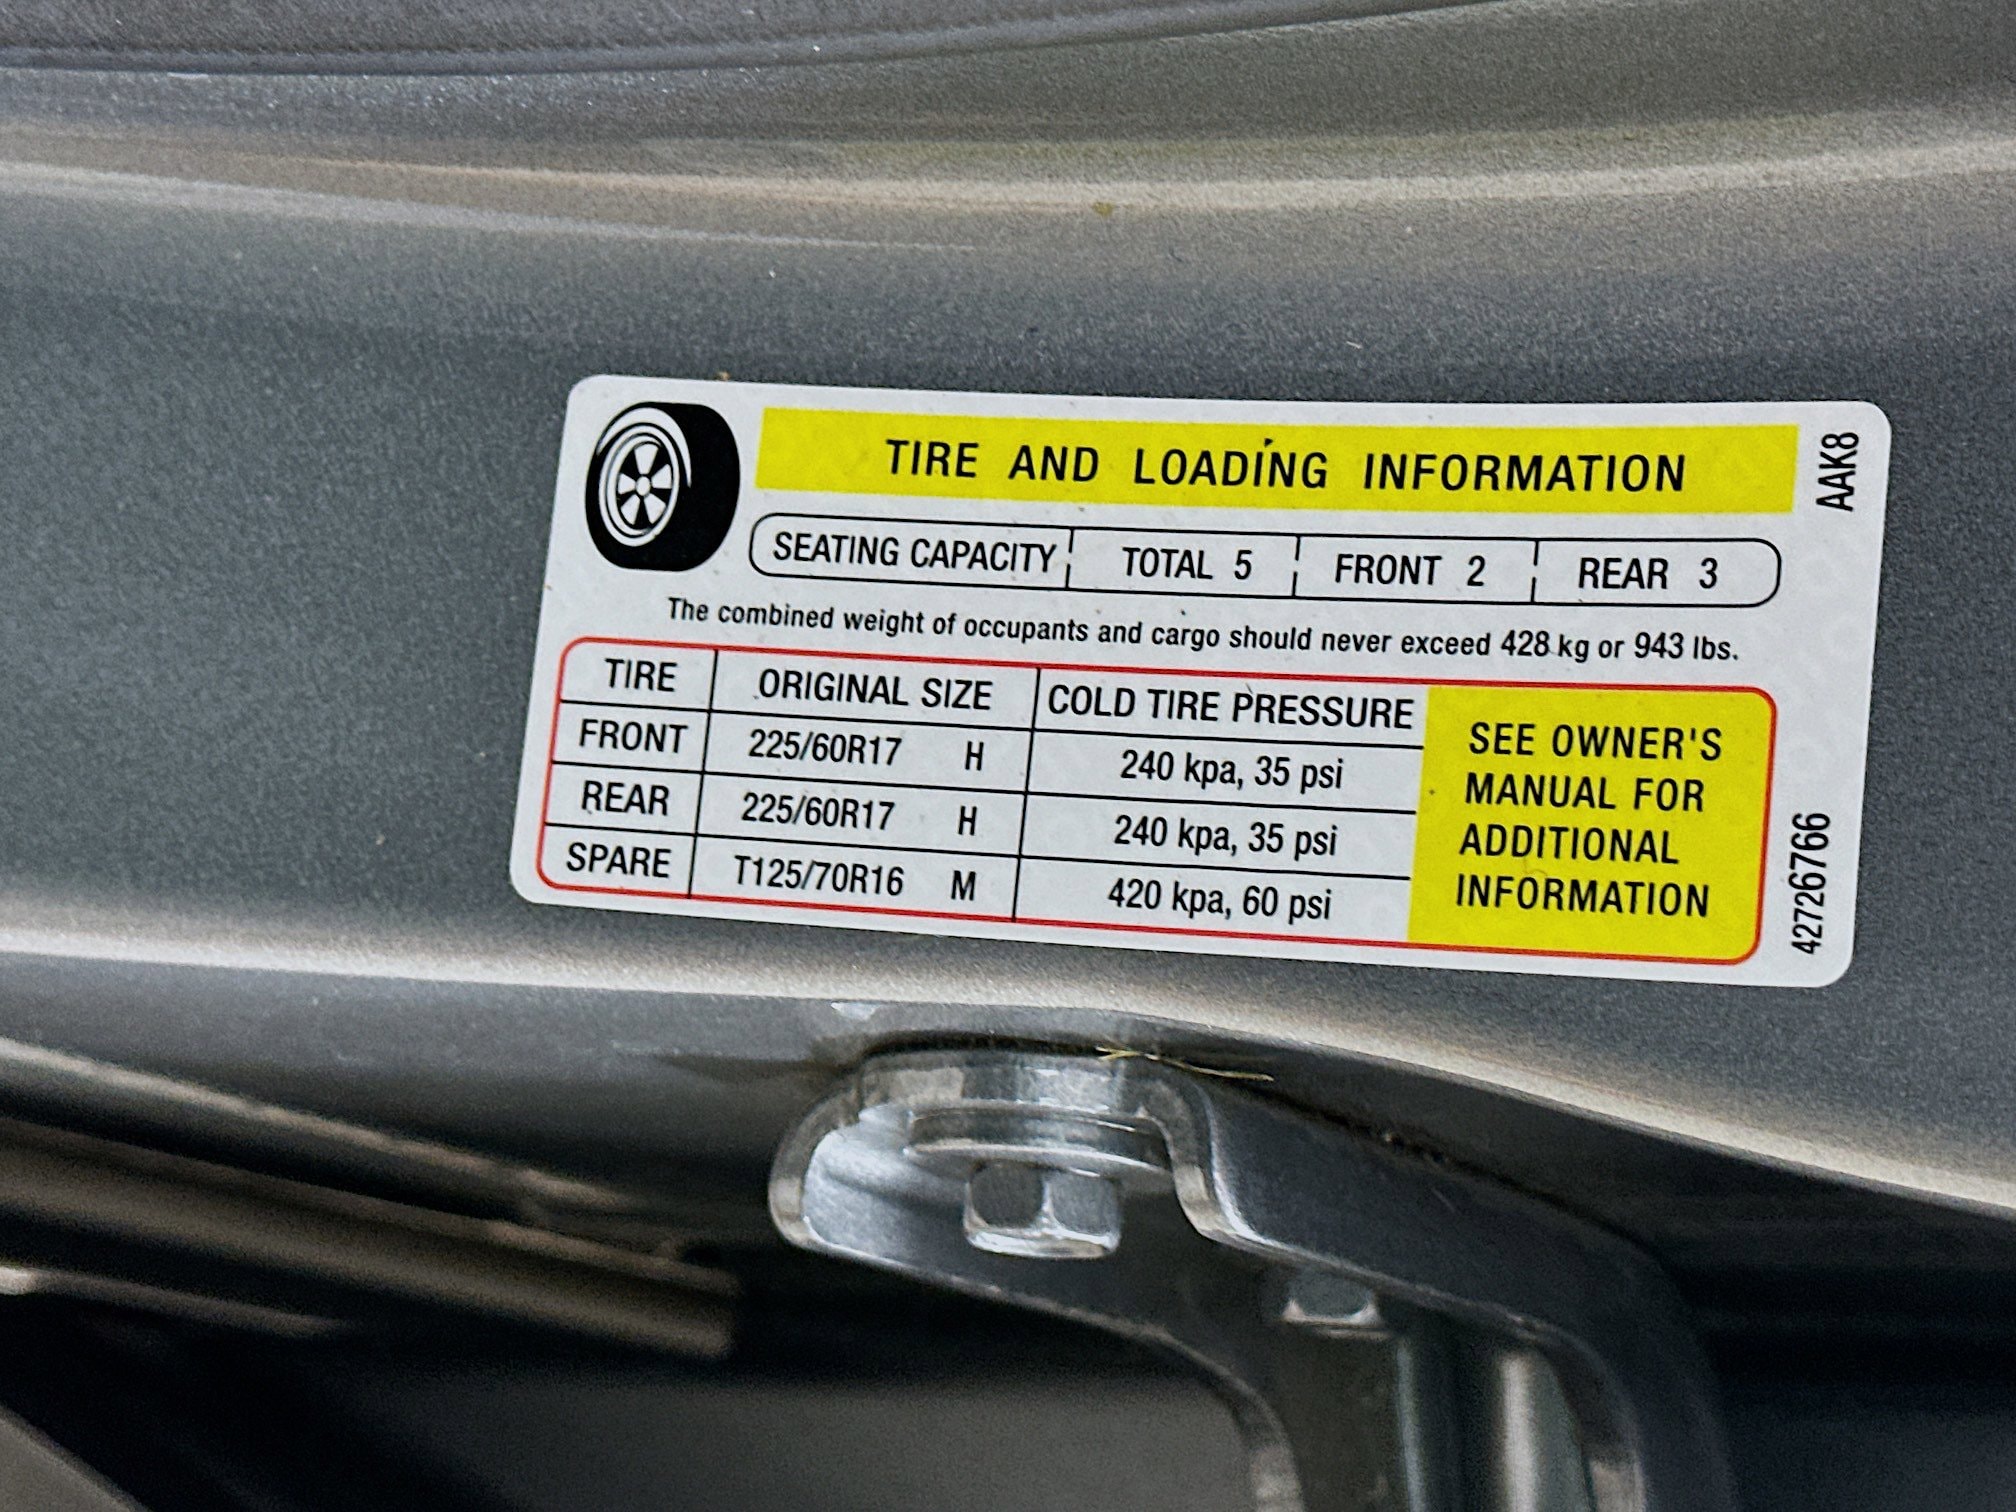 TIRE AND LOADING INFORMATION
AAK8
SEATING CAPACITY TOTAL 5 FRONT 2 REAR 3
The combined weight of occupants and cargo should never exceed 428 kg or 943 lbs.
TIRE ORIGINAL SIZE COLD TIRE PRESSURE
FRONT 225/60R17 H 240 kpa, 35 psi
REAR 225/60R17 H 240 kpa, 35 psi
SPARE T125/70R16 M 420 kpa, 60 psi
SEE OWNER'S
MANUAL FOR
ADDITIONAL
INFORMATION
42726766